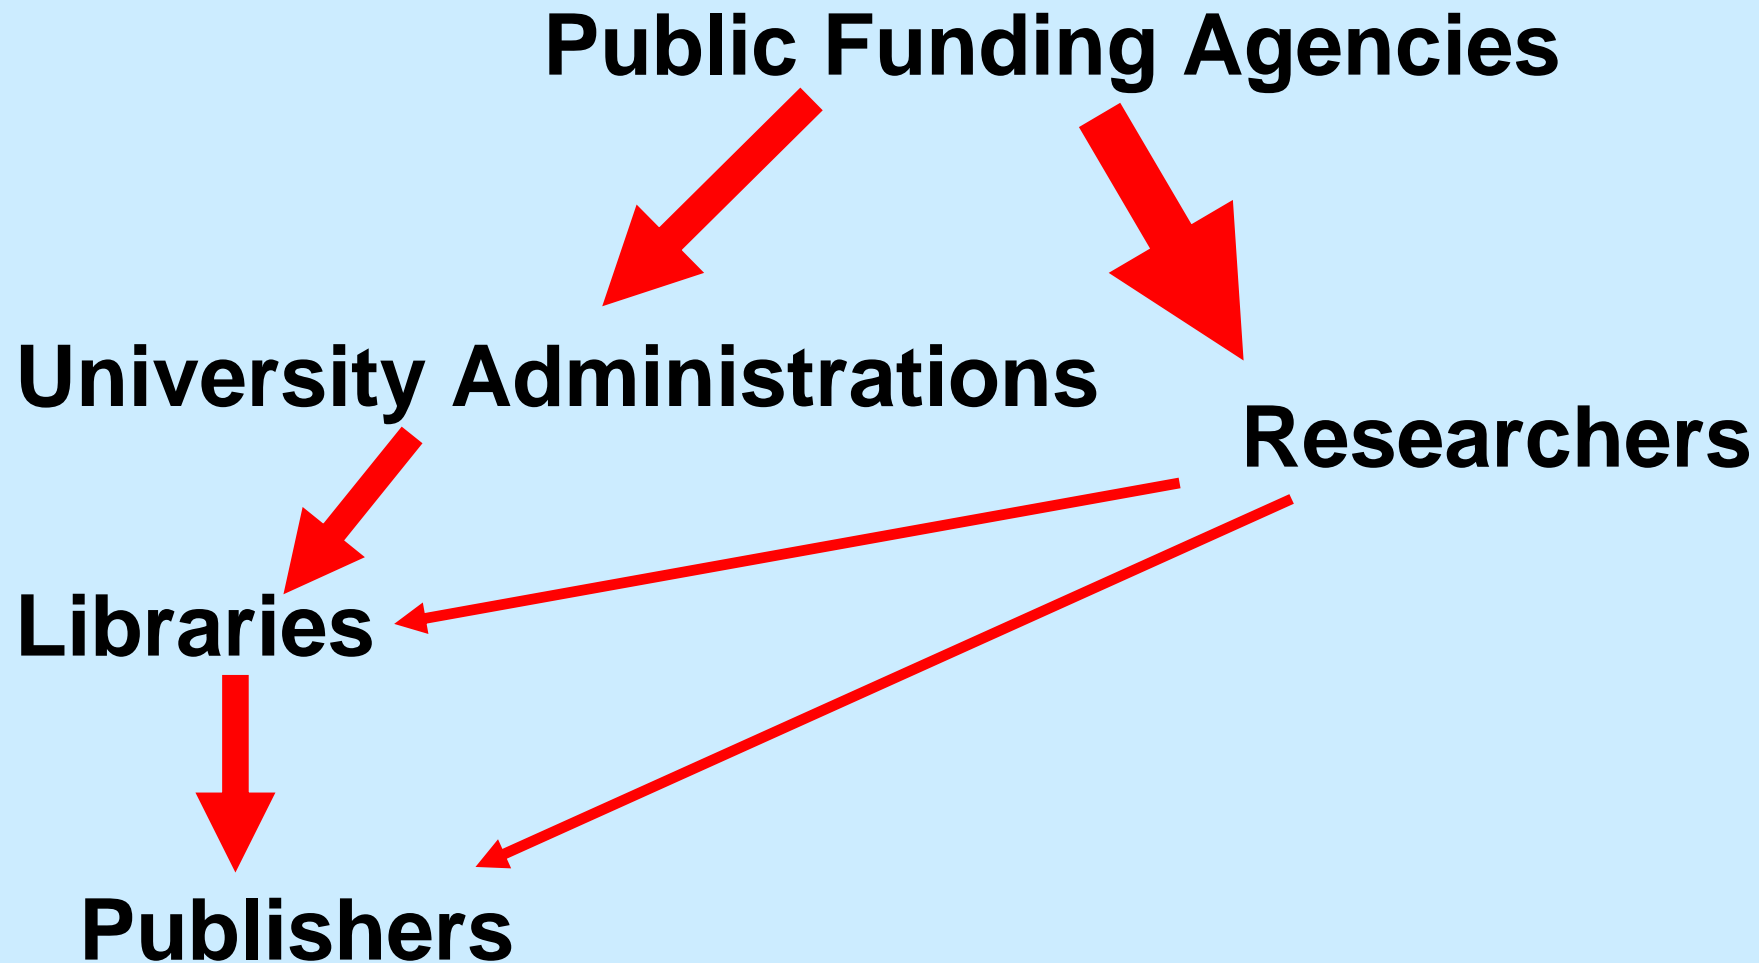 Public Funding Agencies
University Administrations
Researchers
Libraries
Publishers